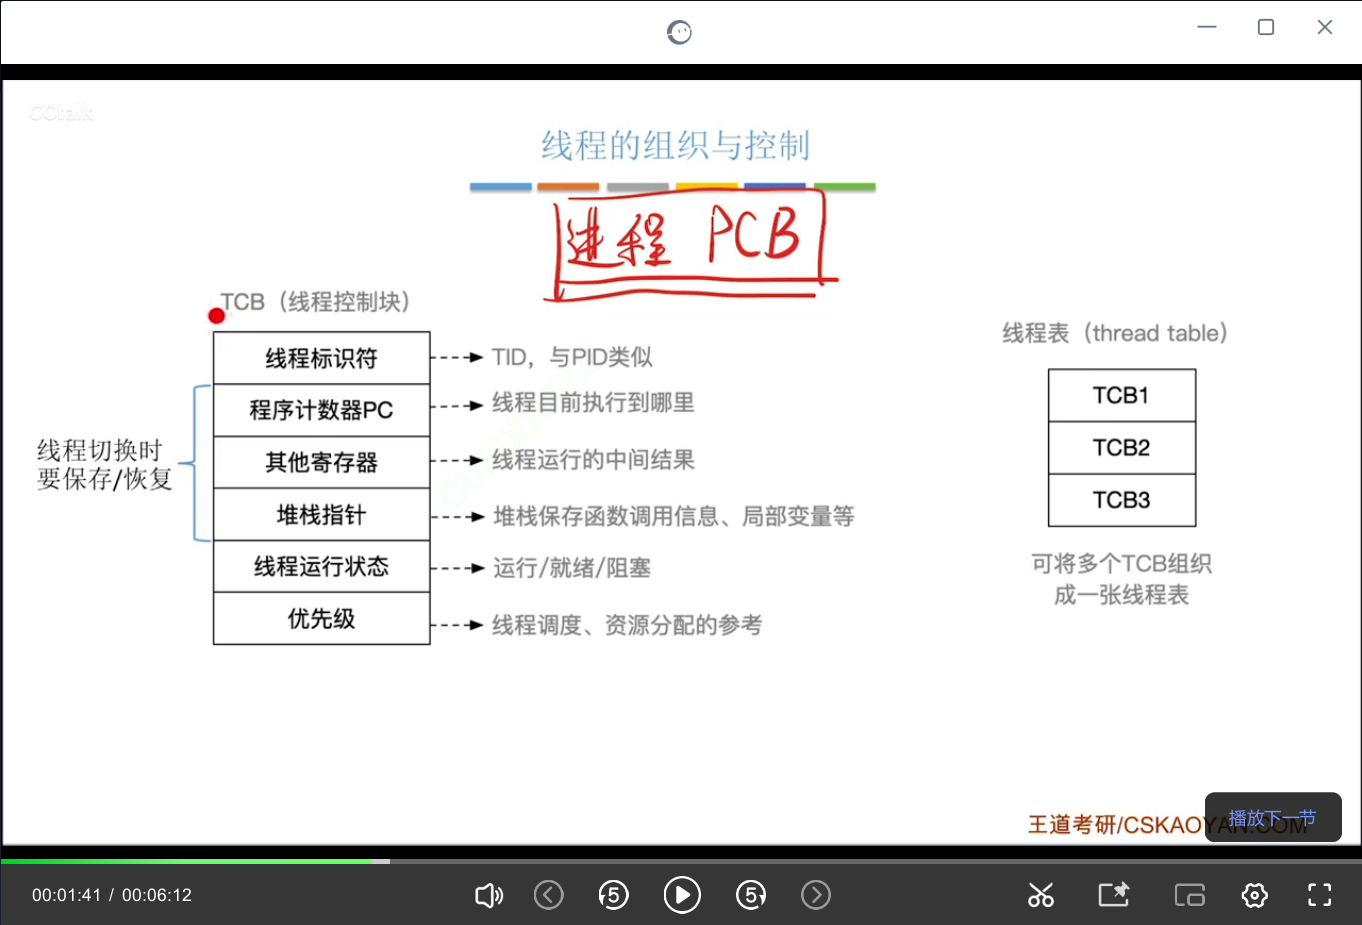 CCtalk
线程的组织与控制
进程 PCB
TCB（线程控制块）
线程标识符
TID，与PID类似
程序计数器PC
线程目前执行到哪里
其他寄存器
线程运行的中间结果
堆栈指针
堆栈保存函数调用信息、局部变量等
线程运行状态
运行/就绪/阻塞
优先级
线程调度、资源分配的参考
线程切换时
要保存/恢复
线程表（thread table）
TCB1
TCB2
TCB3
可将多个TCB组织
成一张线程表
王道考研/CSKAOYAN.COM
播放下一节
00:01:41 / 00:06:12
5
5